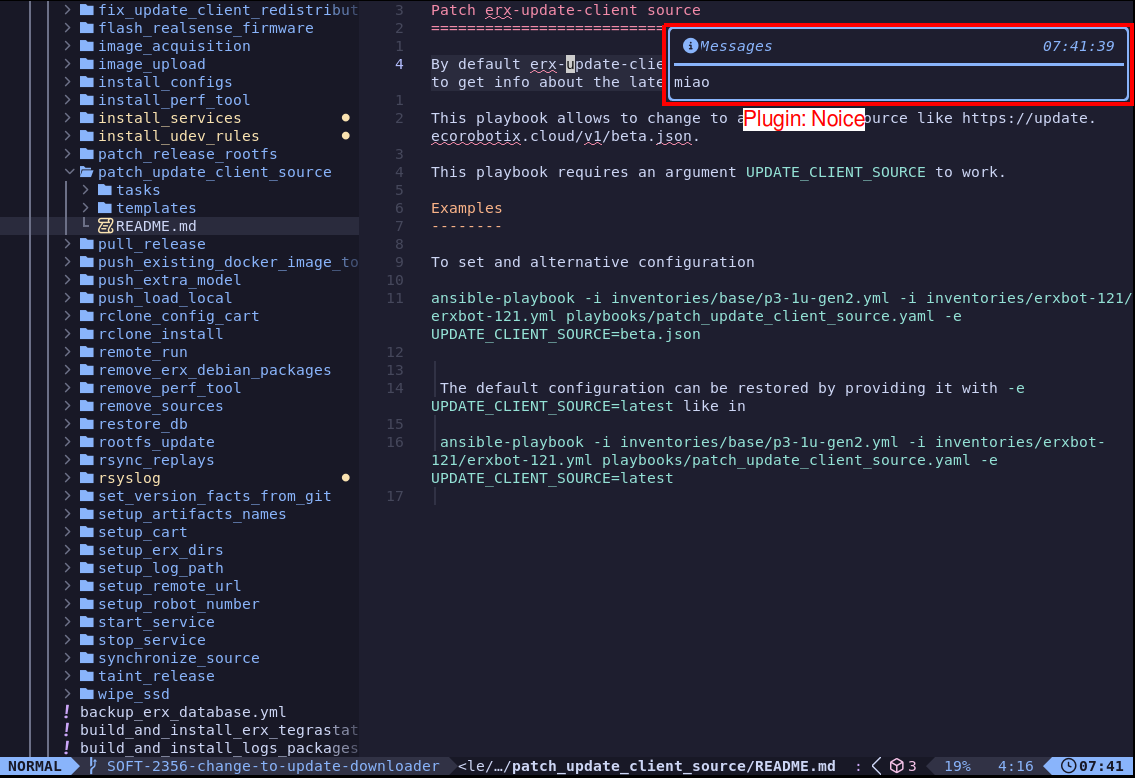 fix_update_client_redistribut
flash_realsense_firmware
image_acquisition
image_upload
install_configs
install_perf_tool
install_services
install_udev_rules
patch_release_rootfs
patch_update_client_source
tasks
templates
README.md
pull_release
push_existing_docker_image_to
push_extra_model
push_load_local
rclone_config_cart
rclone_install
remote_run
remove_erx_debian_packages
remove_perf_tool
remove_sources
restore_db
rootfs_update
rsync_replays
rsyslog
set_version_facts_from_git
setup_artifacts_names
setup_cart
setup_erx_dirs
setup_log_path
setup_remote_url
setup_robot_number
start_service
stop_service
synchronize_source
taint_release
wipe_ssd
! backup_erx_database.yml
! build_and_install_erx_tegrastat
! build_and_install_logs_packages
3 Patch erx-update-client source
2 ==========================
1
4 By default erx-update-clie
to get info about the late
1
2 This playbook allows to change to a
ource like https://update.
ecorobotix.cloud/v1/beta.json.
3
4 This playbook requires an argument UPDATE_CLIENT_SOURCE to work.
5
6 Examples
7 --------
8
9 To set and alternative configuration
10
11 ansible-playbook -i inventories/base/p3-1u-gen2.yml -i inventories/erxbot-121/
erxbot-121.yml playbooks/patch_update_client_source.yaml -e
UPDATE_CLIENT_SOURCE=beta.json
12
13
14 The default configuration can be restored by providing it with -e
UPDATE_CLIENT_SOURCE=latest like in
15
16 ansible-playbook -i inventories/base/p3-1u-gen2.yml -i inventories/erxbot-
121/erxbot-121.yml playbooks/patch_update_client_source.yaml -e
UPDATE_CLIENT_SOURCE=latest
17
Messages 07:41:39
miao
Plugin: Noice
NORMAL SOFT-2356-change-to-update-downloader <le/…/patch_update_client_source/README.md : 3 19% 4:16 07:41